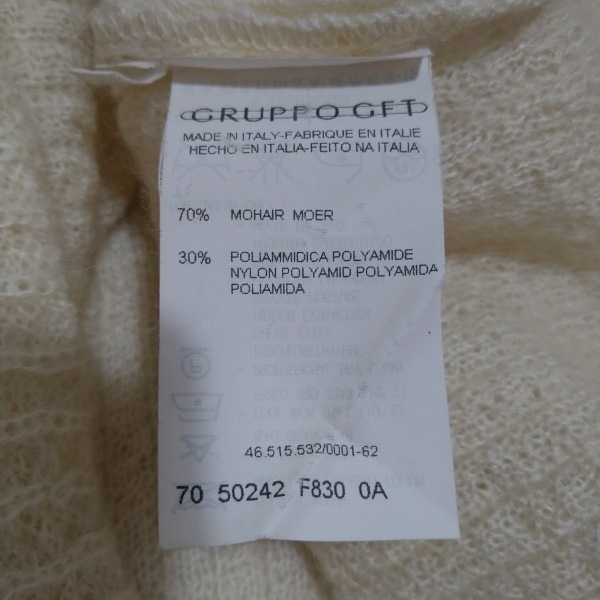 GRUPPO GFT
MADE IN ITALY-FABRIQUE EN ITALIE
HECHO EN ITALIA-FEITO NA ITALIA
70% MOHAIR MOER
30% POLIAMMIDICA POLYAMIDE
NYLON POLYAMID POLYAMIDA
POLIAMIDA
46.515.532/0001-62
70 50242 F830 0A